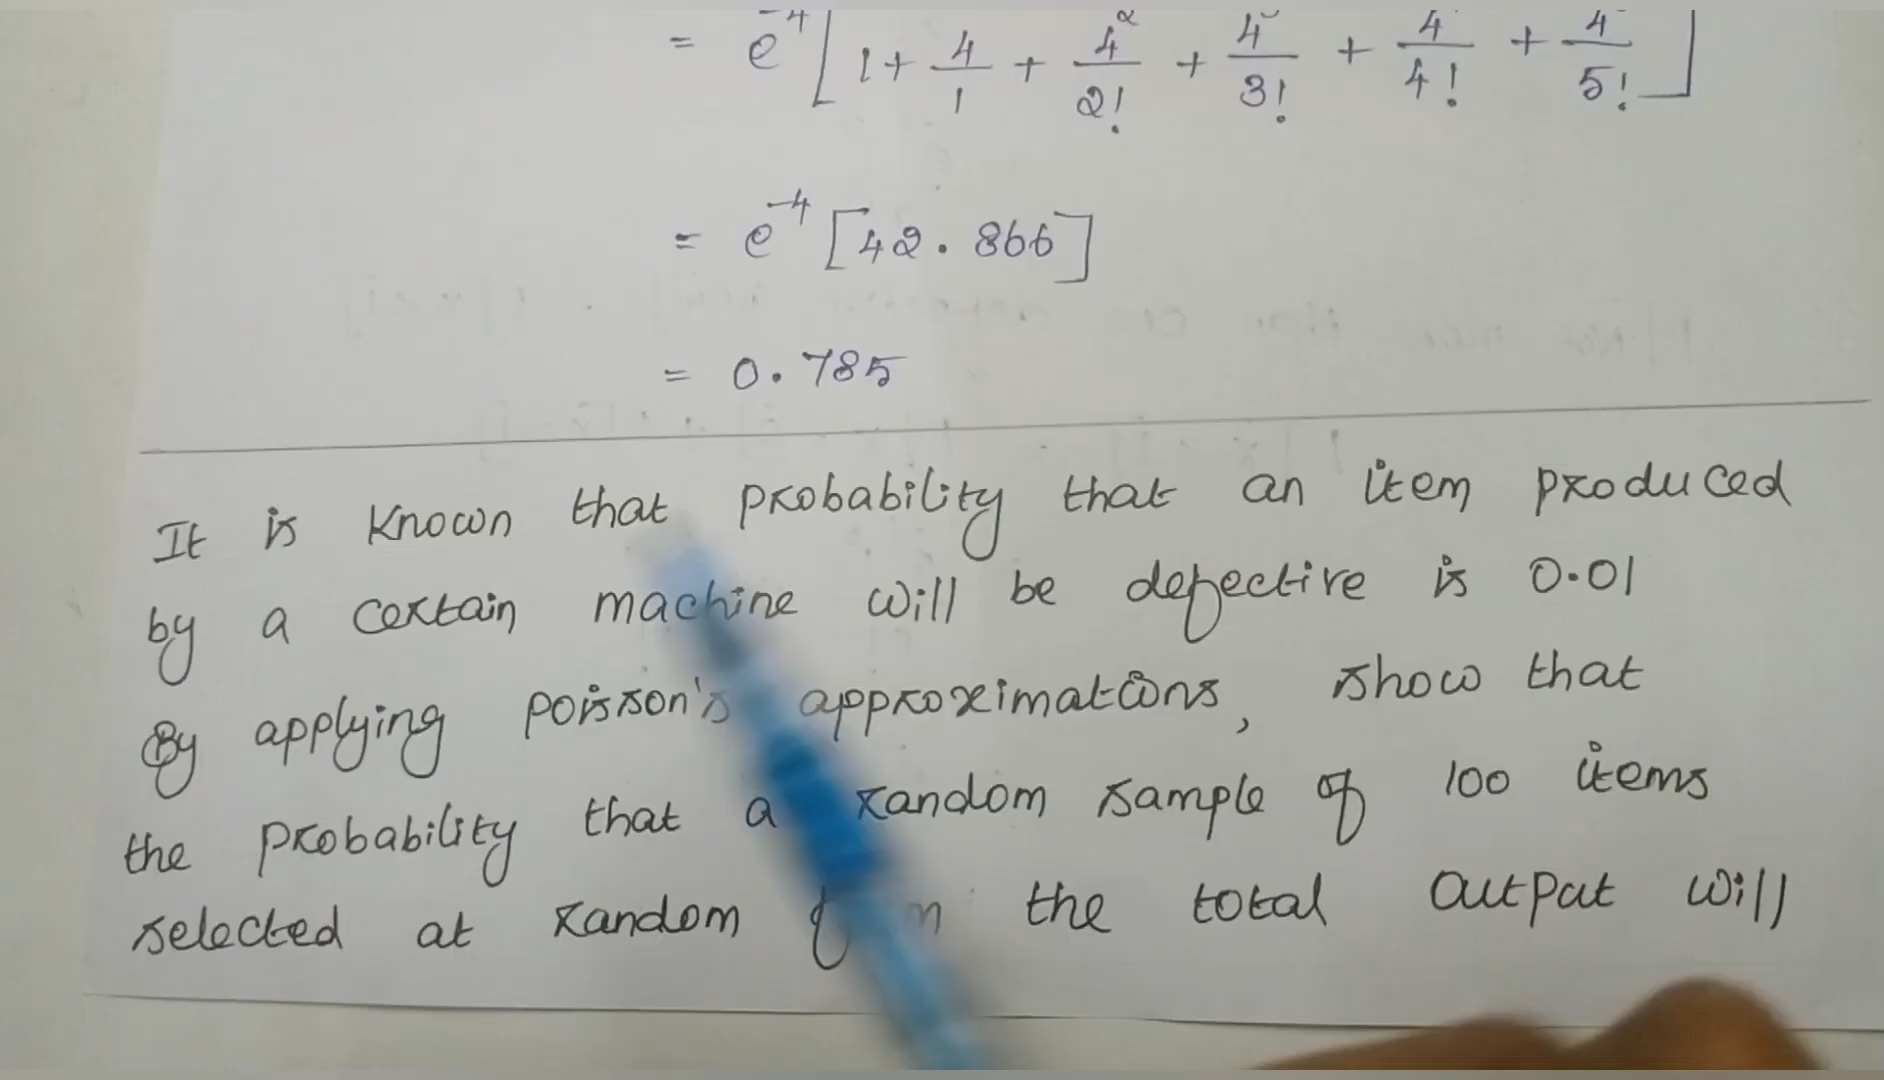 = e^-4 [ 1 + 4/1 + 4^2/2! + 4/3! + 4/4! + 4/5! ]
= e^-4 [42.866]
= 0.785
It is known that probability that an item produced
by a certain machine will be defective is 0.01
By applying poisson's approximations, show that
the probability that a random sample of 100 items
selected at random the total output will